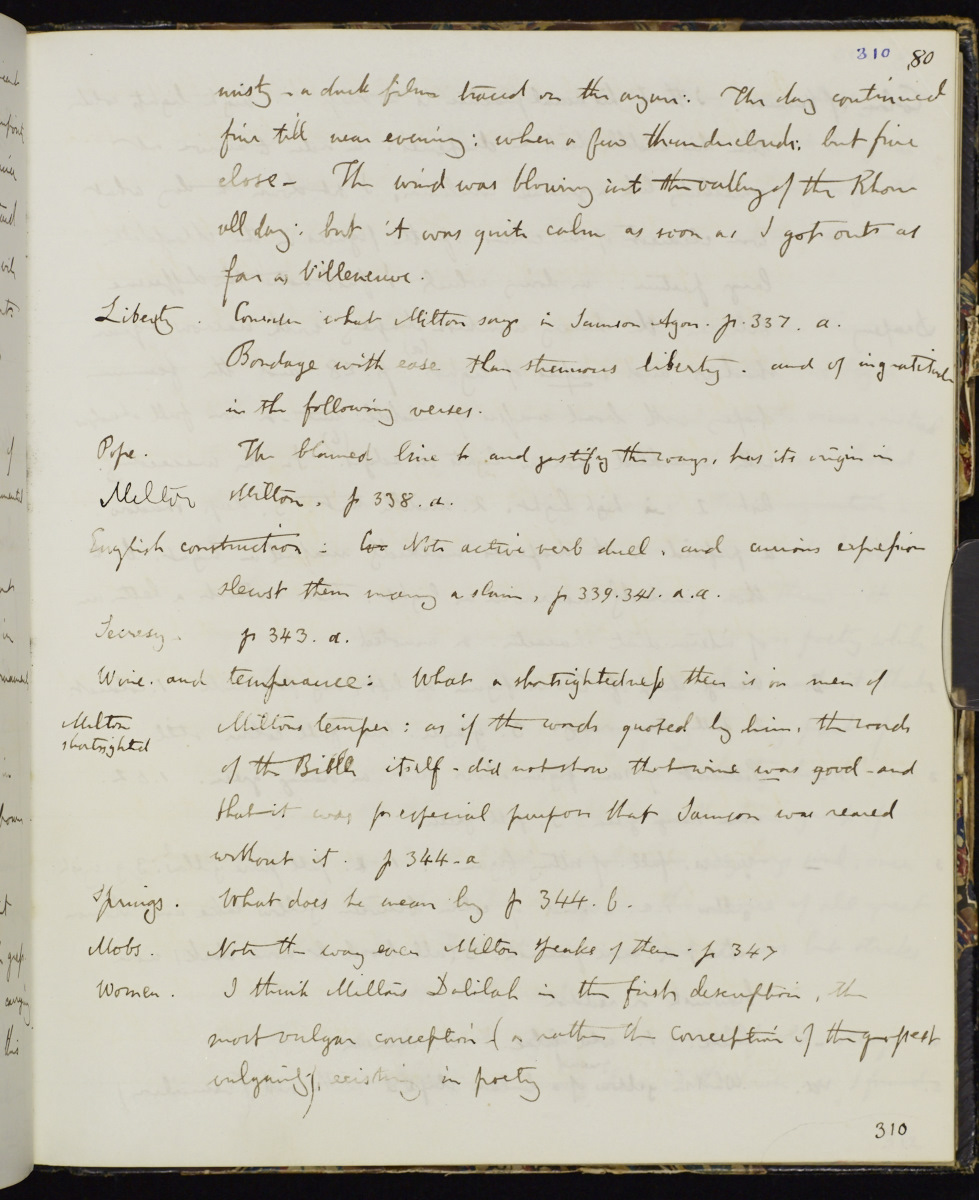 310 80
misty - a dark film traced on the again: The day continued
fine till near evening: when a few thunderclouds: but fine
close - The wind was blowing into the valley of the Rhone
all day: but it was quite calm as soon as I got out as
far as Villeneuve.
Liberty. Consider what Milton says in Samson Agon. p. 337. a.
Bondage with ease than strenuous liberty. and of ingratitude
in the following verses.
Pope. The blamed line to and justify the ways, has its origin in
Milton Milton. p 338. a.
English construction: Note active verb duel, and curious expression
slewst them many a slain, p 339. 341. a. a.
Secresy. p 343. a.
Wine. and temperance: What a shortsightedness there is in men of
Milton shortsighted
Miltons temper: as if the words quoted by him, the words
of the Bible itself - did not show that wine was good - and
that it was for especial purpose that Samson was reared
without it. p 344 - a
Springs. What does he mean by p 344. b.
Mobs. Note the way even Milton speaks of them. p 347
Women. I think Miltons Dalilah in the first description, the
most vulgar conception (or rather the conception of the grossest
vulgarity), existing in poetry
310